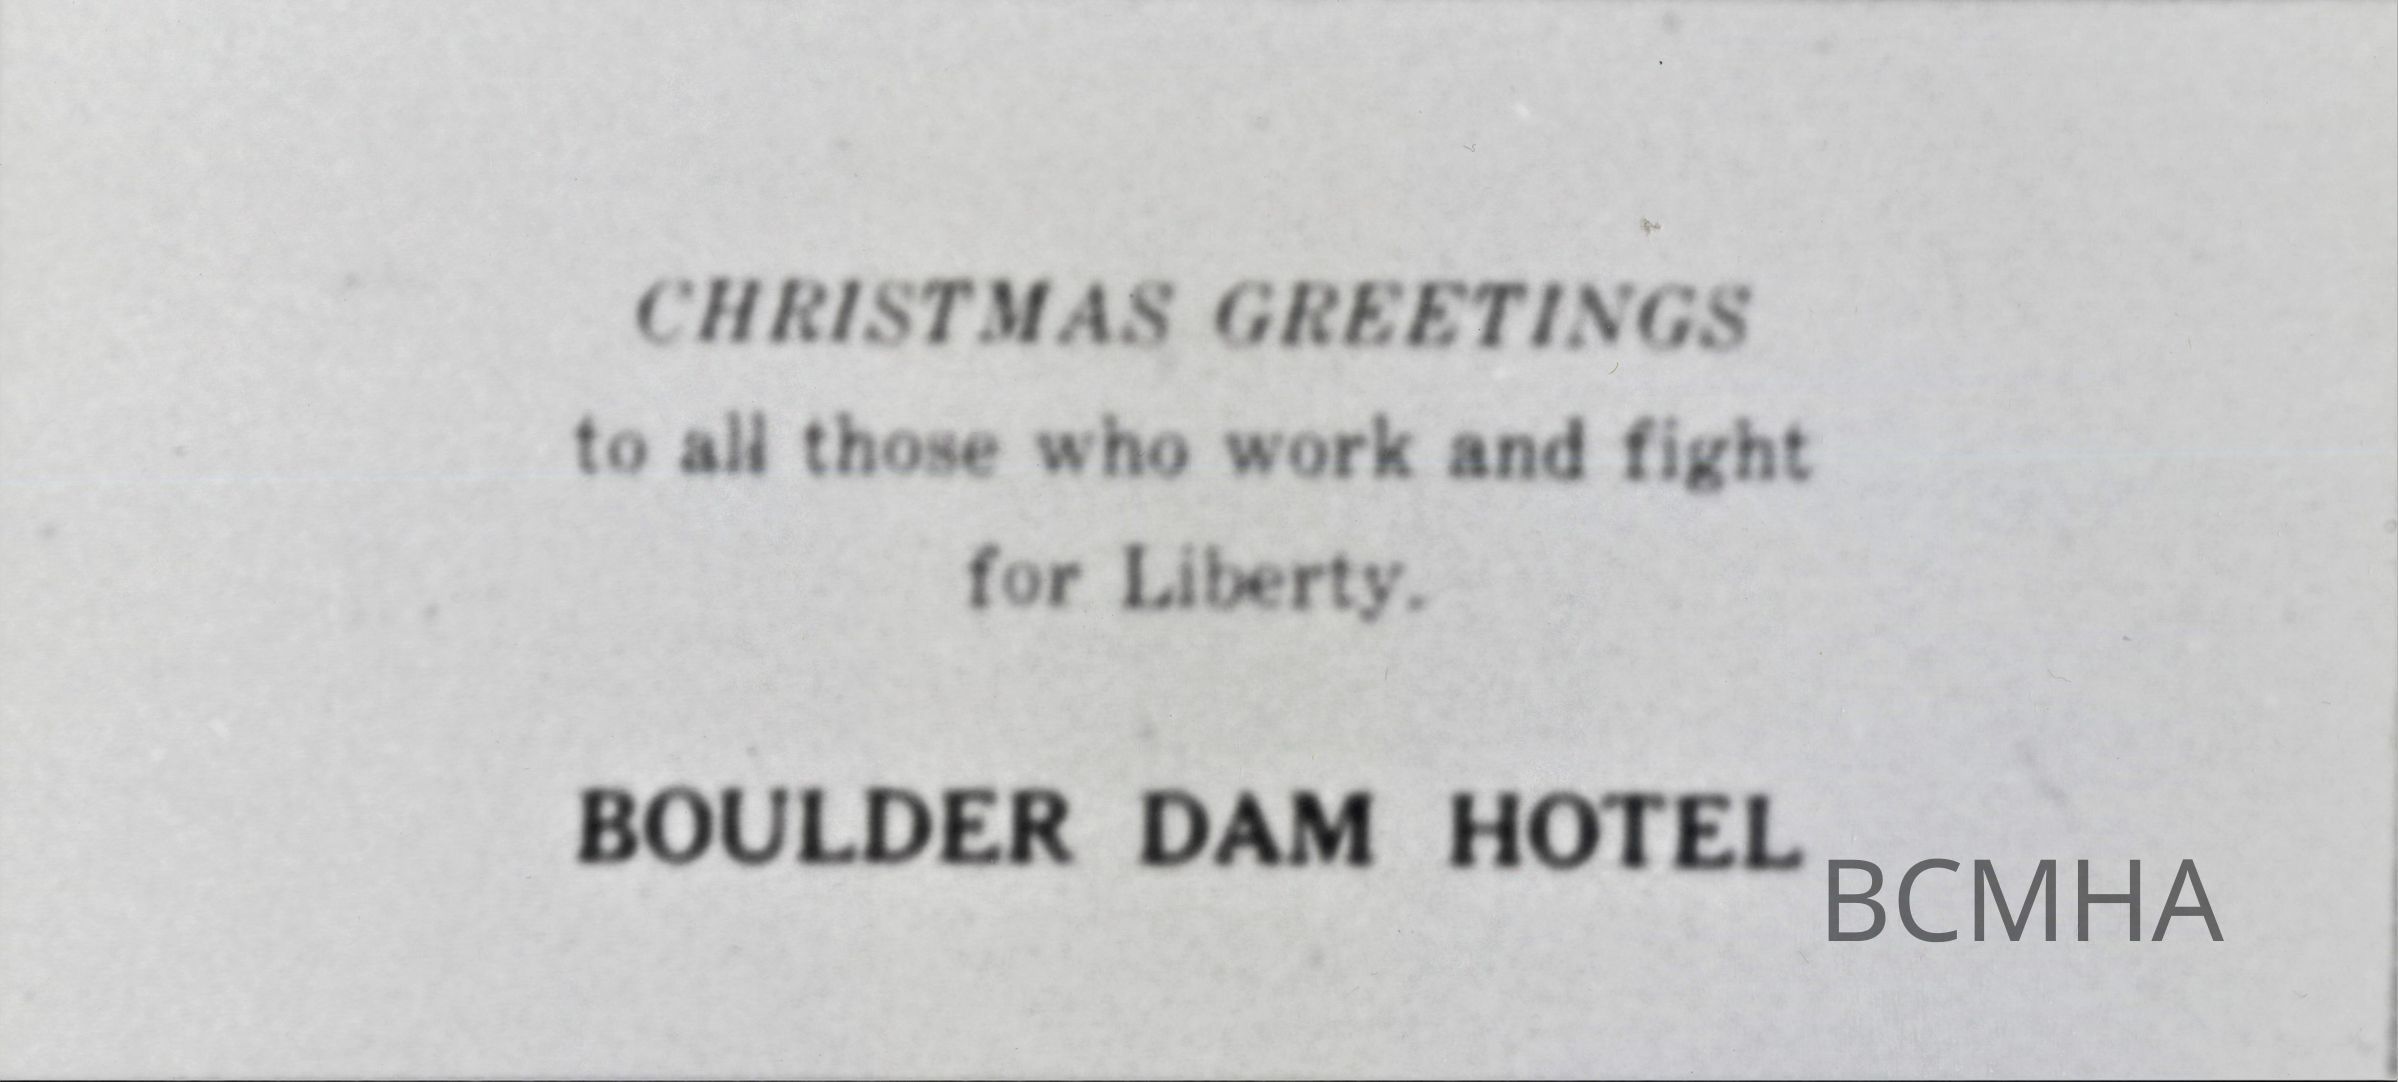 CHRISTMAS GREETINGS
to all those who work and fight
for Liberty.
BOULDER DAM HOTEL
BCMHA